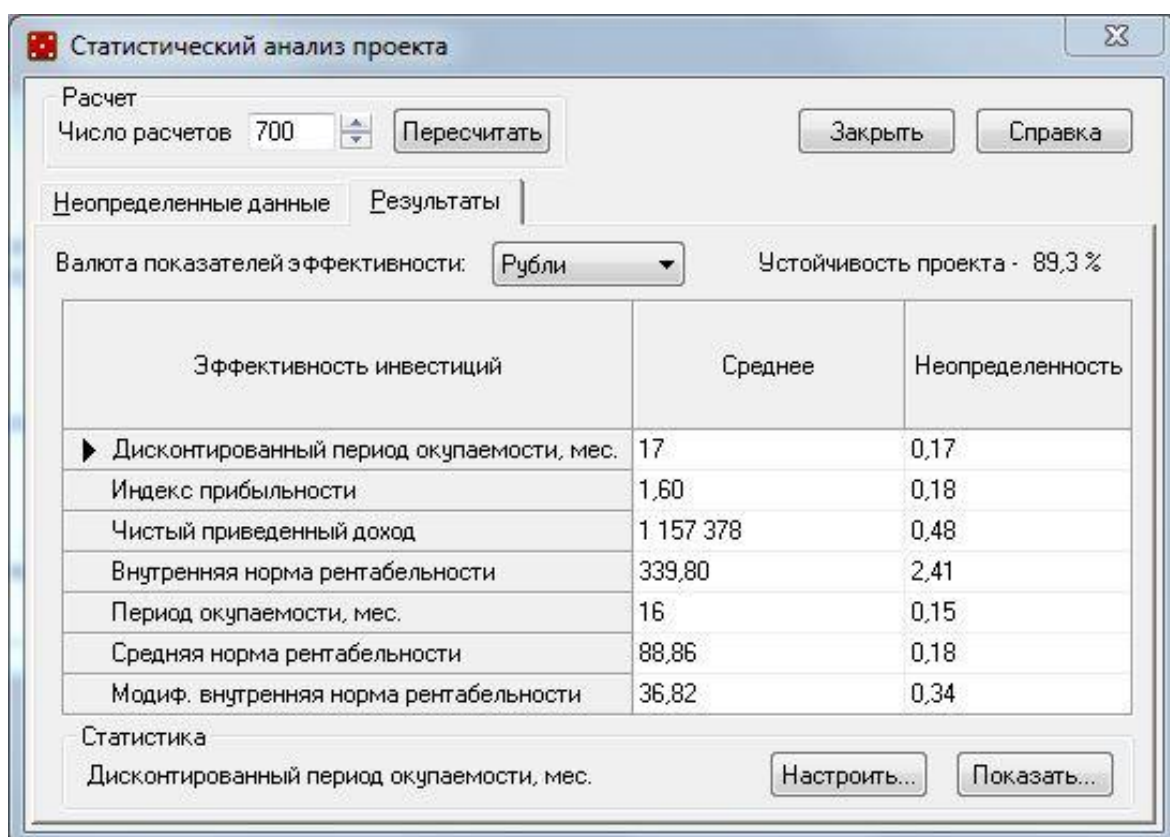 Статистический анализ проекта
Расчет
Число расчетов 700 Пересчитать Закрыть Справка
Неопределенные данные Результаты
Валюта показателей эффективности: Рубли Устойчивость проекта - 89,3 %
Эффективность инвестиций Среднее Неопределенность
Дисконтированный период окупаемости, мес. 17 0,17
Индекс прибыльности 1,60 0,18
Чистый приведенный доход 1 157 378 0,48
Внутренняя норма рентабельности 339,80 2,41
Период окупаемости, мес. 16 0,15
Средняя норма рентабельности 88,86 0,18
Модиф. внутренняя норма рентабельности 36,82 0,34
Статистика
Дисконтированный период окупаемости, мес. Настроить... Показать...